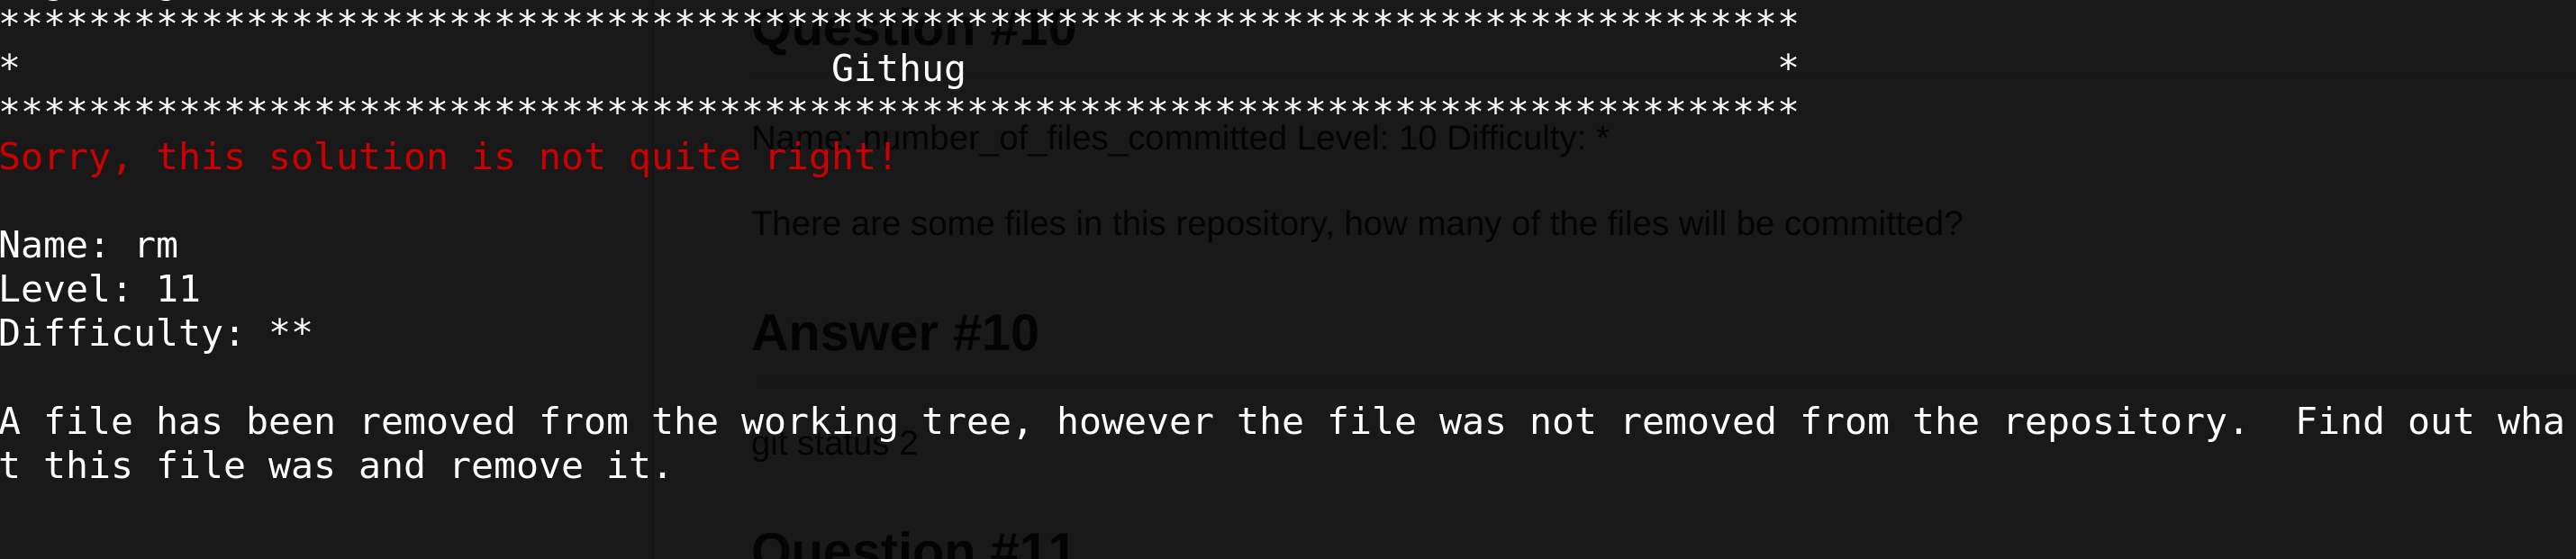 ********************************************************************************
*                                    Githug                                    *
********************************************************************************
Sorry, this solution is not quite right!
Name: rm
Level: 11
Difficulty: **
A file has been removed from the working tree, however the file was not removed from the repository.  Find out wha
t this file was and remove it.
Question #10
Name: number_of_files_committed Level: 10 Difficulty: *
There are some files in this repository, how many of the files will be committed?
Answer #10
git status 2
Question #11